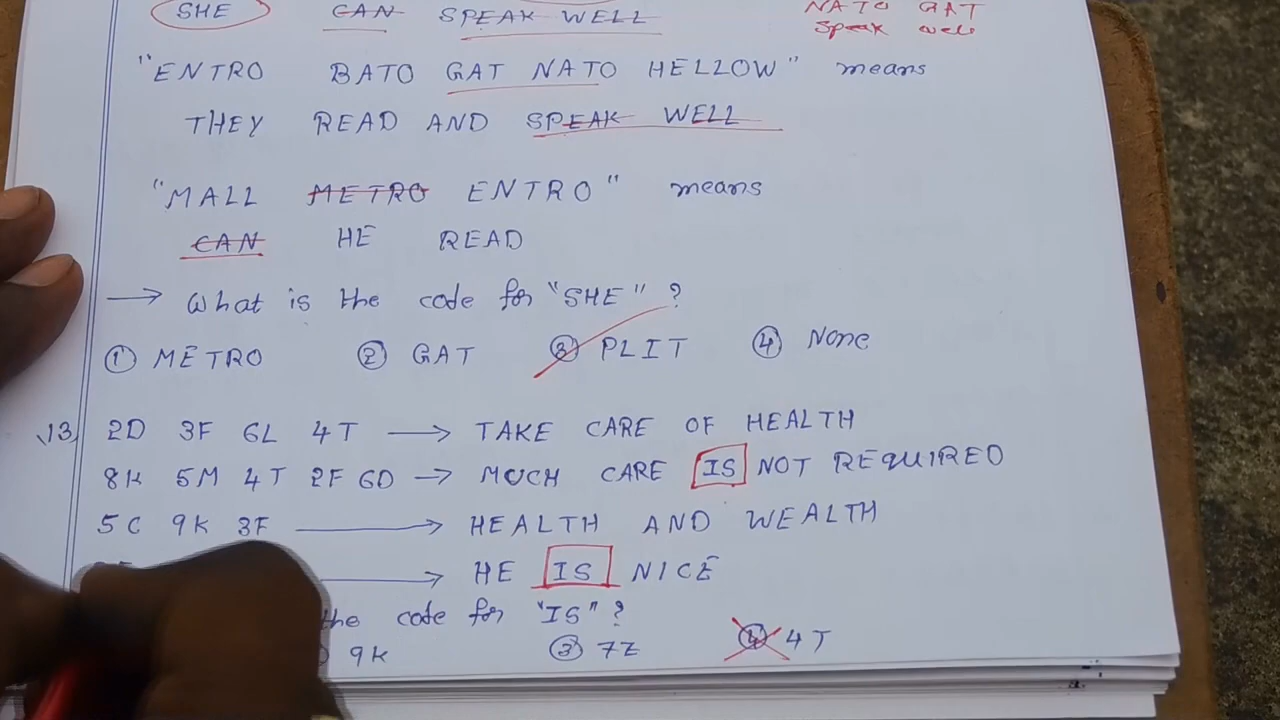 SHE CAN SPEAK WELL NATO GAT
Speak well
"ENTRO BATO GAT NATO HELLOW" means
THEY READ AND SPEAK WELL
"MALL METRO ENTRO" means
CAN HE READ
→ What is the code for "SHE" ?
① METRO ② GAT ③ PLIT ④ None
13 2D 3F 6L 4T → TAKE CARE OF HEALTH
8K 5M 4T 2F 6D → MUCH CARE IS NOT REQUIRED
5C 9K 3F → HEALTH AND WEALTH
→ HE IS NICE
the code for "IS" ?
9K ③ 7Z ④ 4T